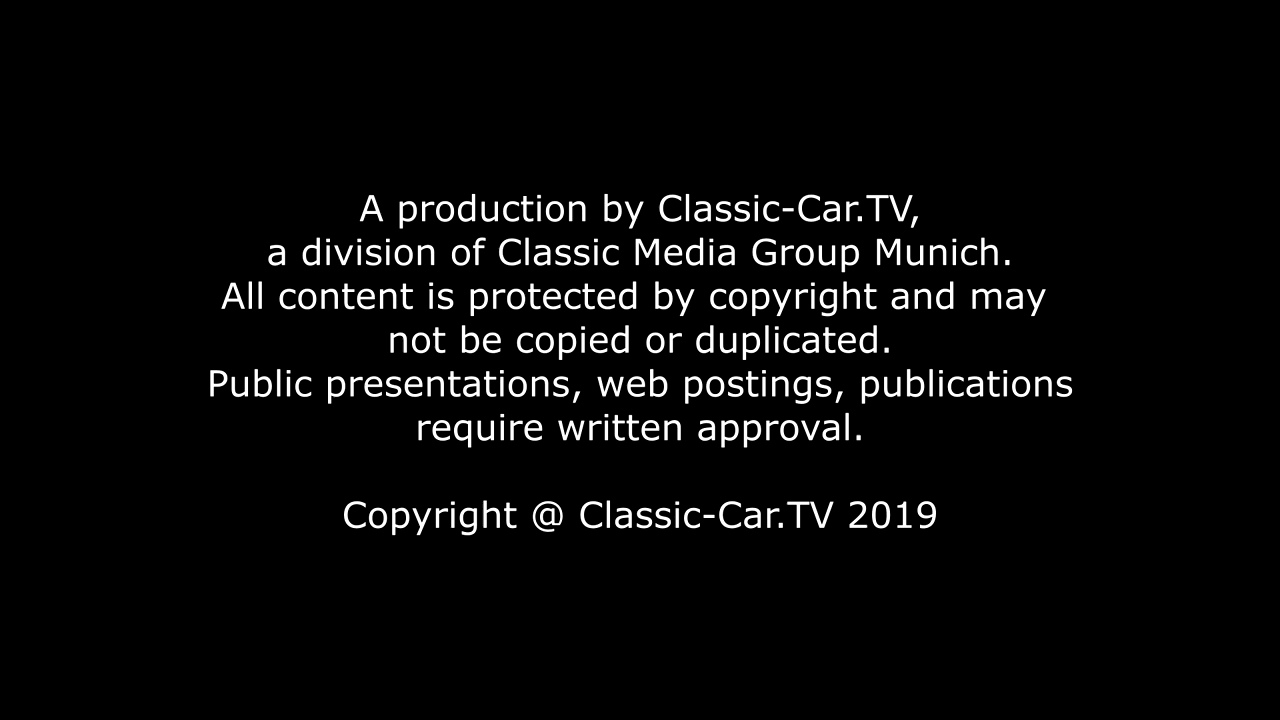 A production by Classic-Car.TV,
a division of Classic Media Group Munich.
All content is protected by copyright and may
not be copied or duplicated.
Public presentations, web postings, publications
require written approval.
Copyright @ Classic-Car.TV 2019